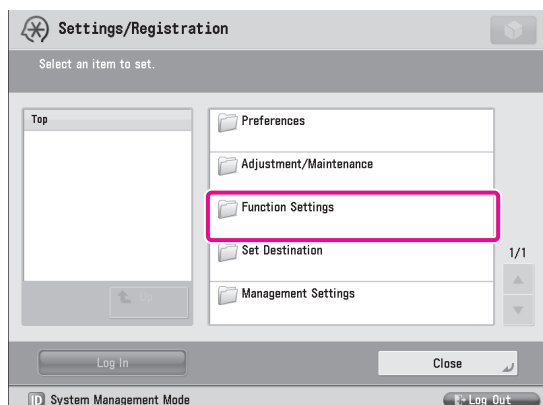 Settings/Registration
Select an item to set.
Top
Preferences
Adjustment/Maintenance
Function Settings
Set Destination
1/1
Management Settings
Up
Log In
Close
ID System Management Mode
Log Out